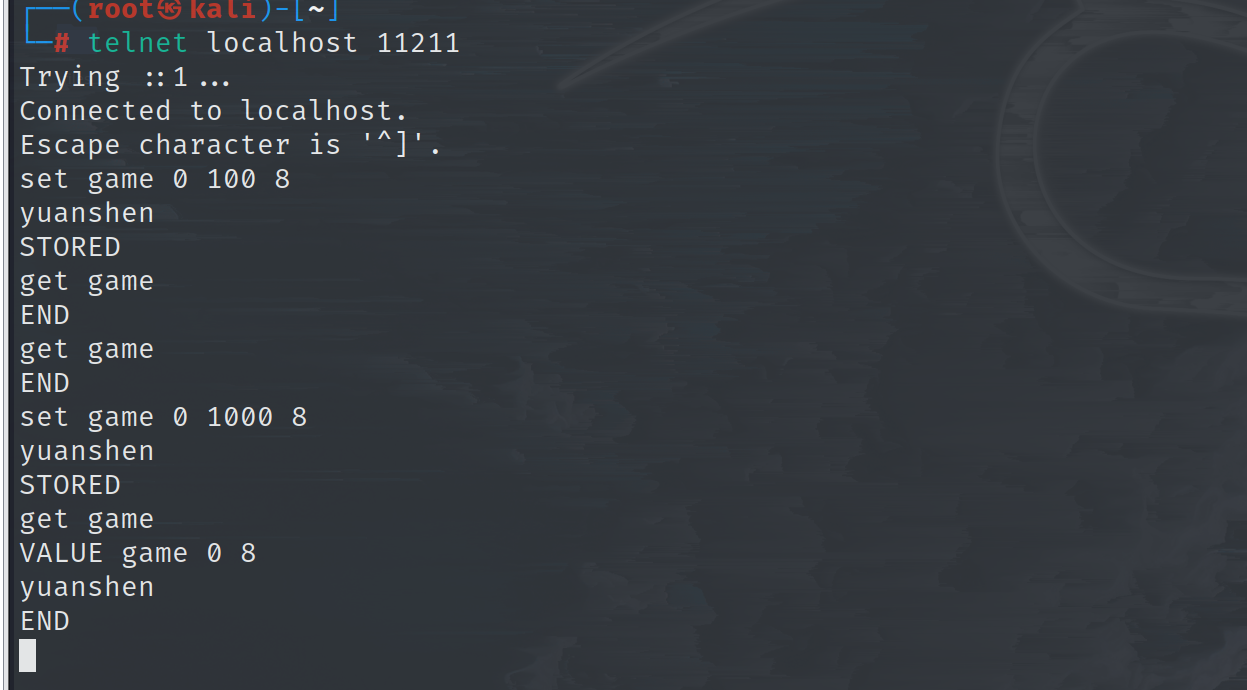 ┌──(root㉿kali)-[~]
└─# telnet localhost 11211
Trying ::1...
Connected to localhost.
Escape character is '^]'.
set game 0 100 8
yuanshen
STORED
get game
END
get game
END
set game 0 1000 8
yuanshen
STORED
get game
VALUE game 0 8
yuanshen
END